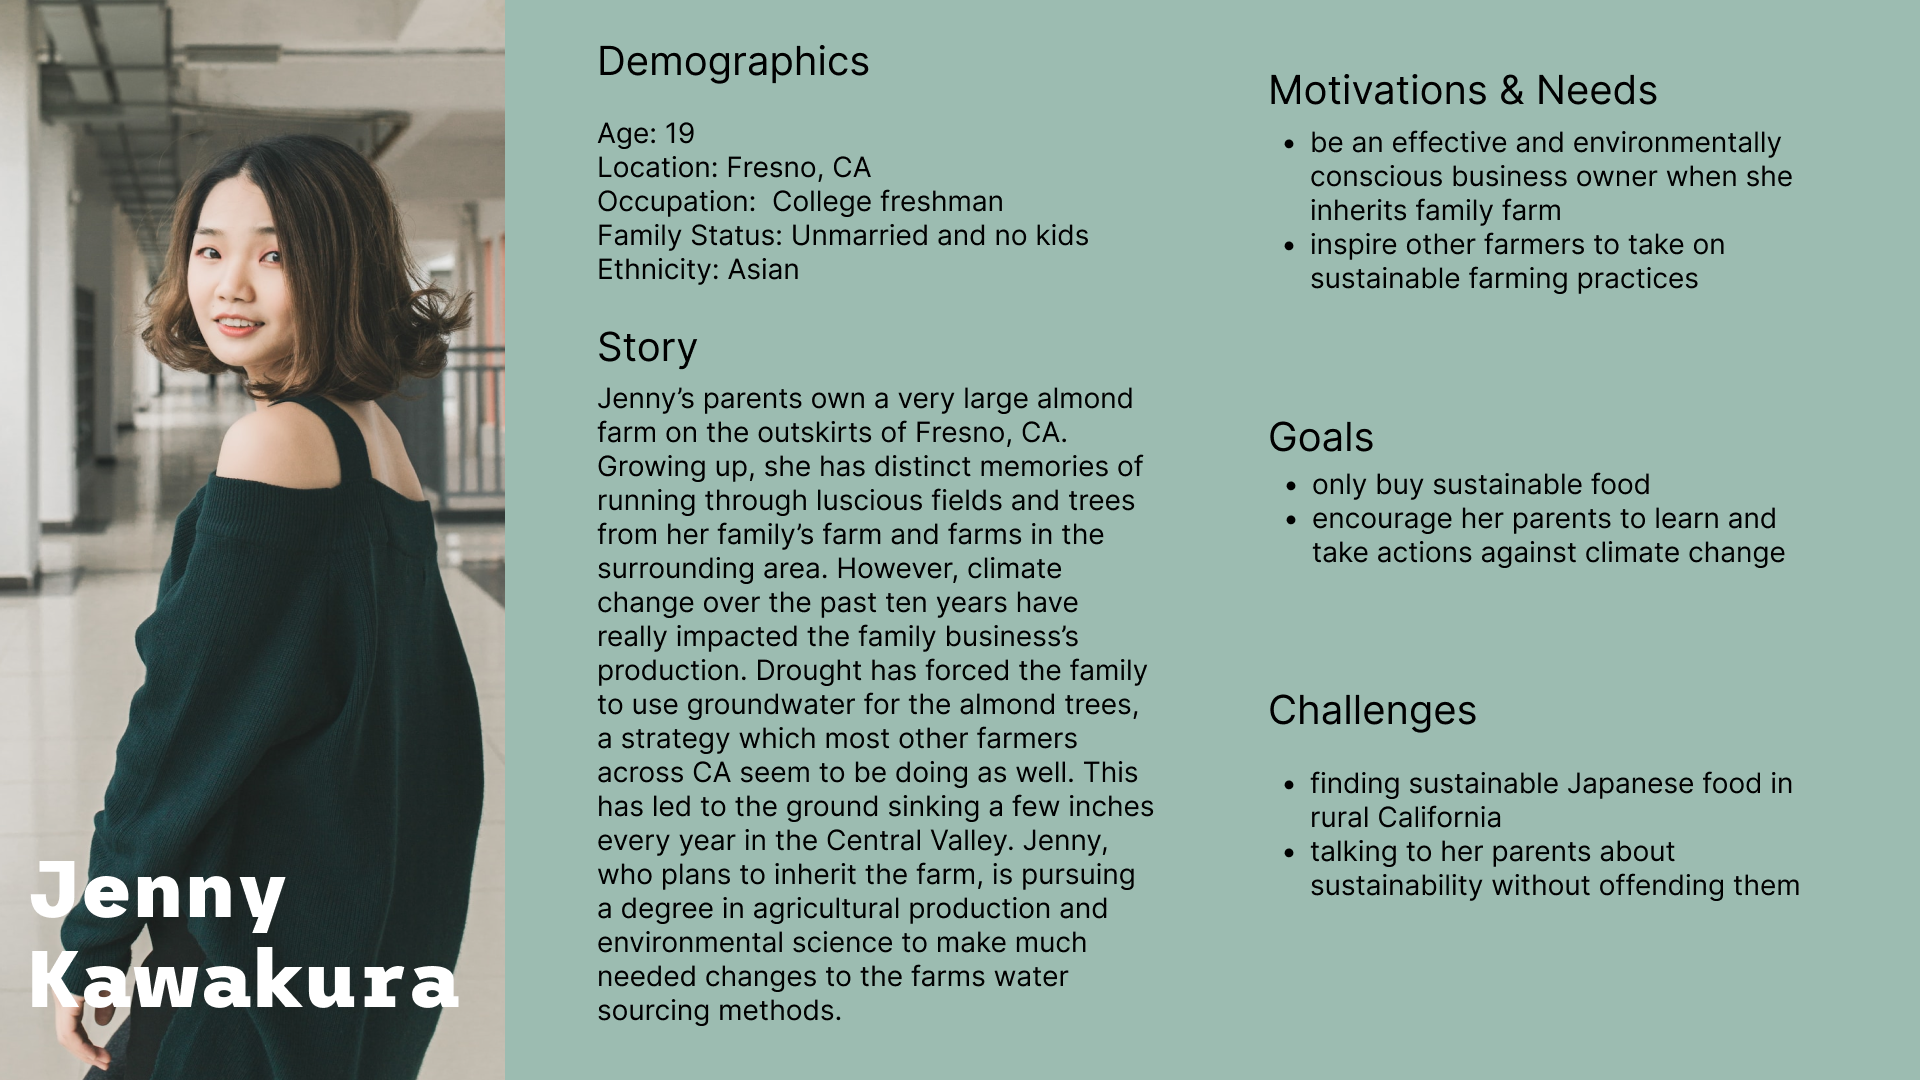 Jenny
Kawakura
Demographics
Age: 19
Location: Fresno, CA
Occupation:  College freshman
Family Status: Unmarried and no kids
Ethnicity: Asian
Story
Jenny’s parents own a very large almond
farm on the outskirts of Fresno, CA.
Growing up, she has distinct memories of
running through luscious fields and trees
from her family’s farm and farms in the
surrounding area. However, climate
change over the past ten years have
really impacted the family business’s
production. Drought has forced the family
to use groundwater for the almond trees,
a strategy which most other farmers
across CA seem to be doing as well. This
has led to the ground sinking a few inches
every year in the Central Valley. Jenny,
who plans to inherit the farm, is pursuing
a degree in agricultural production and
environmental science to make much
needed changes to the farms water
sourcing methods.
Motivations & Needs
• be an effective and environmentally
conscious business owner when she
inherits family farm
• inspire other farmers to take on
sustainable farming practices
Goals
• only buy sustainable food
• encourage her parents to learn and
take actions against climate change
Challenges
• finding sustainable Japanese food in
rural California
• talking to her parents about
sustainability without offending them